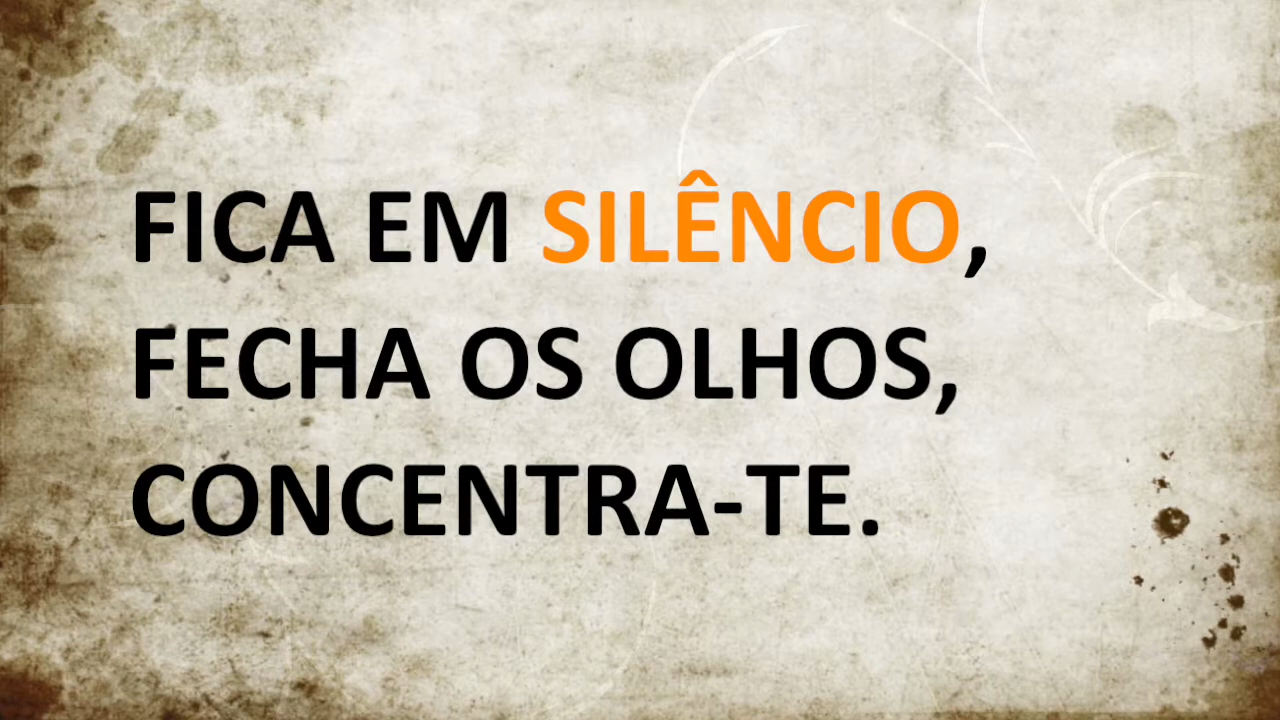 FICA EM SILÊNCIO,
FECHA OS OLHOS,
CONCENTRA-TE.